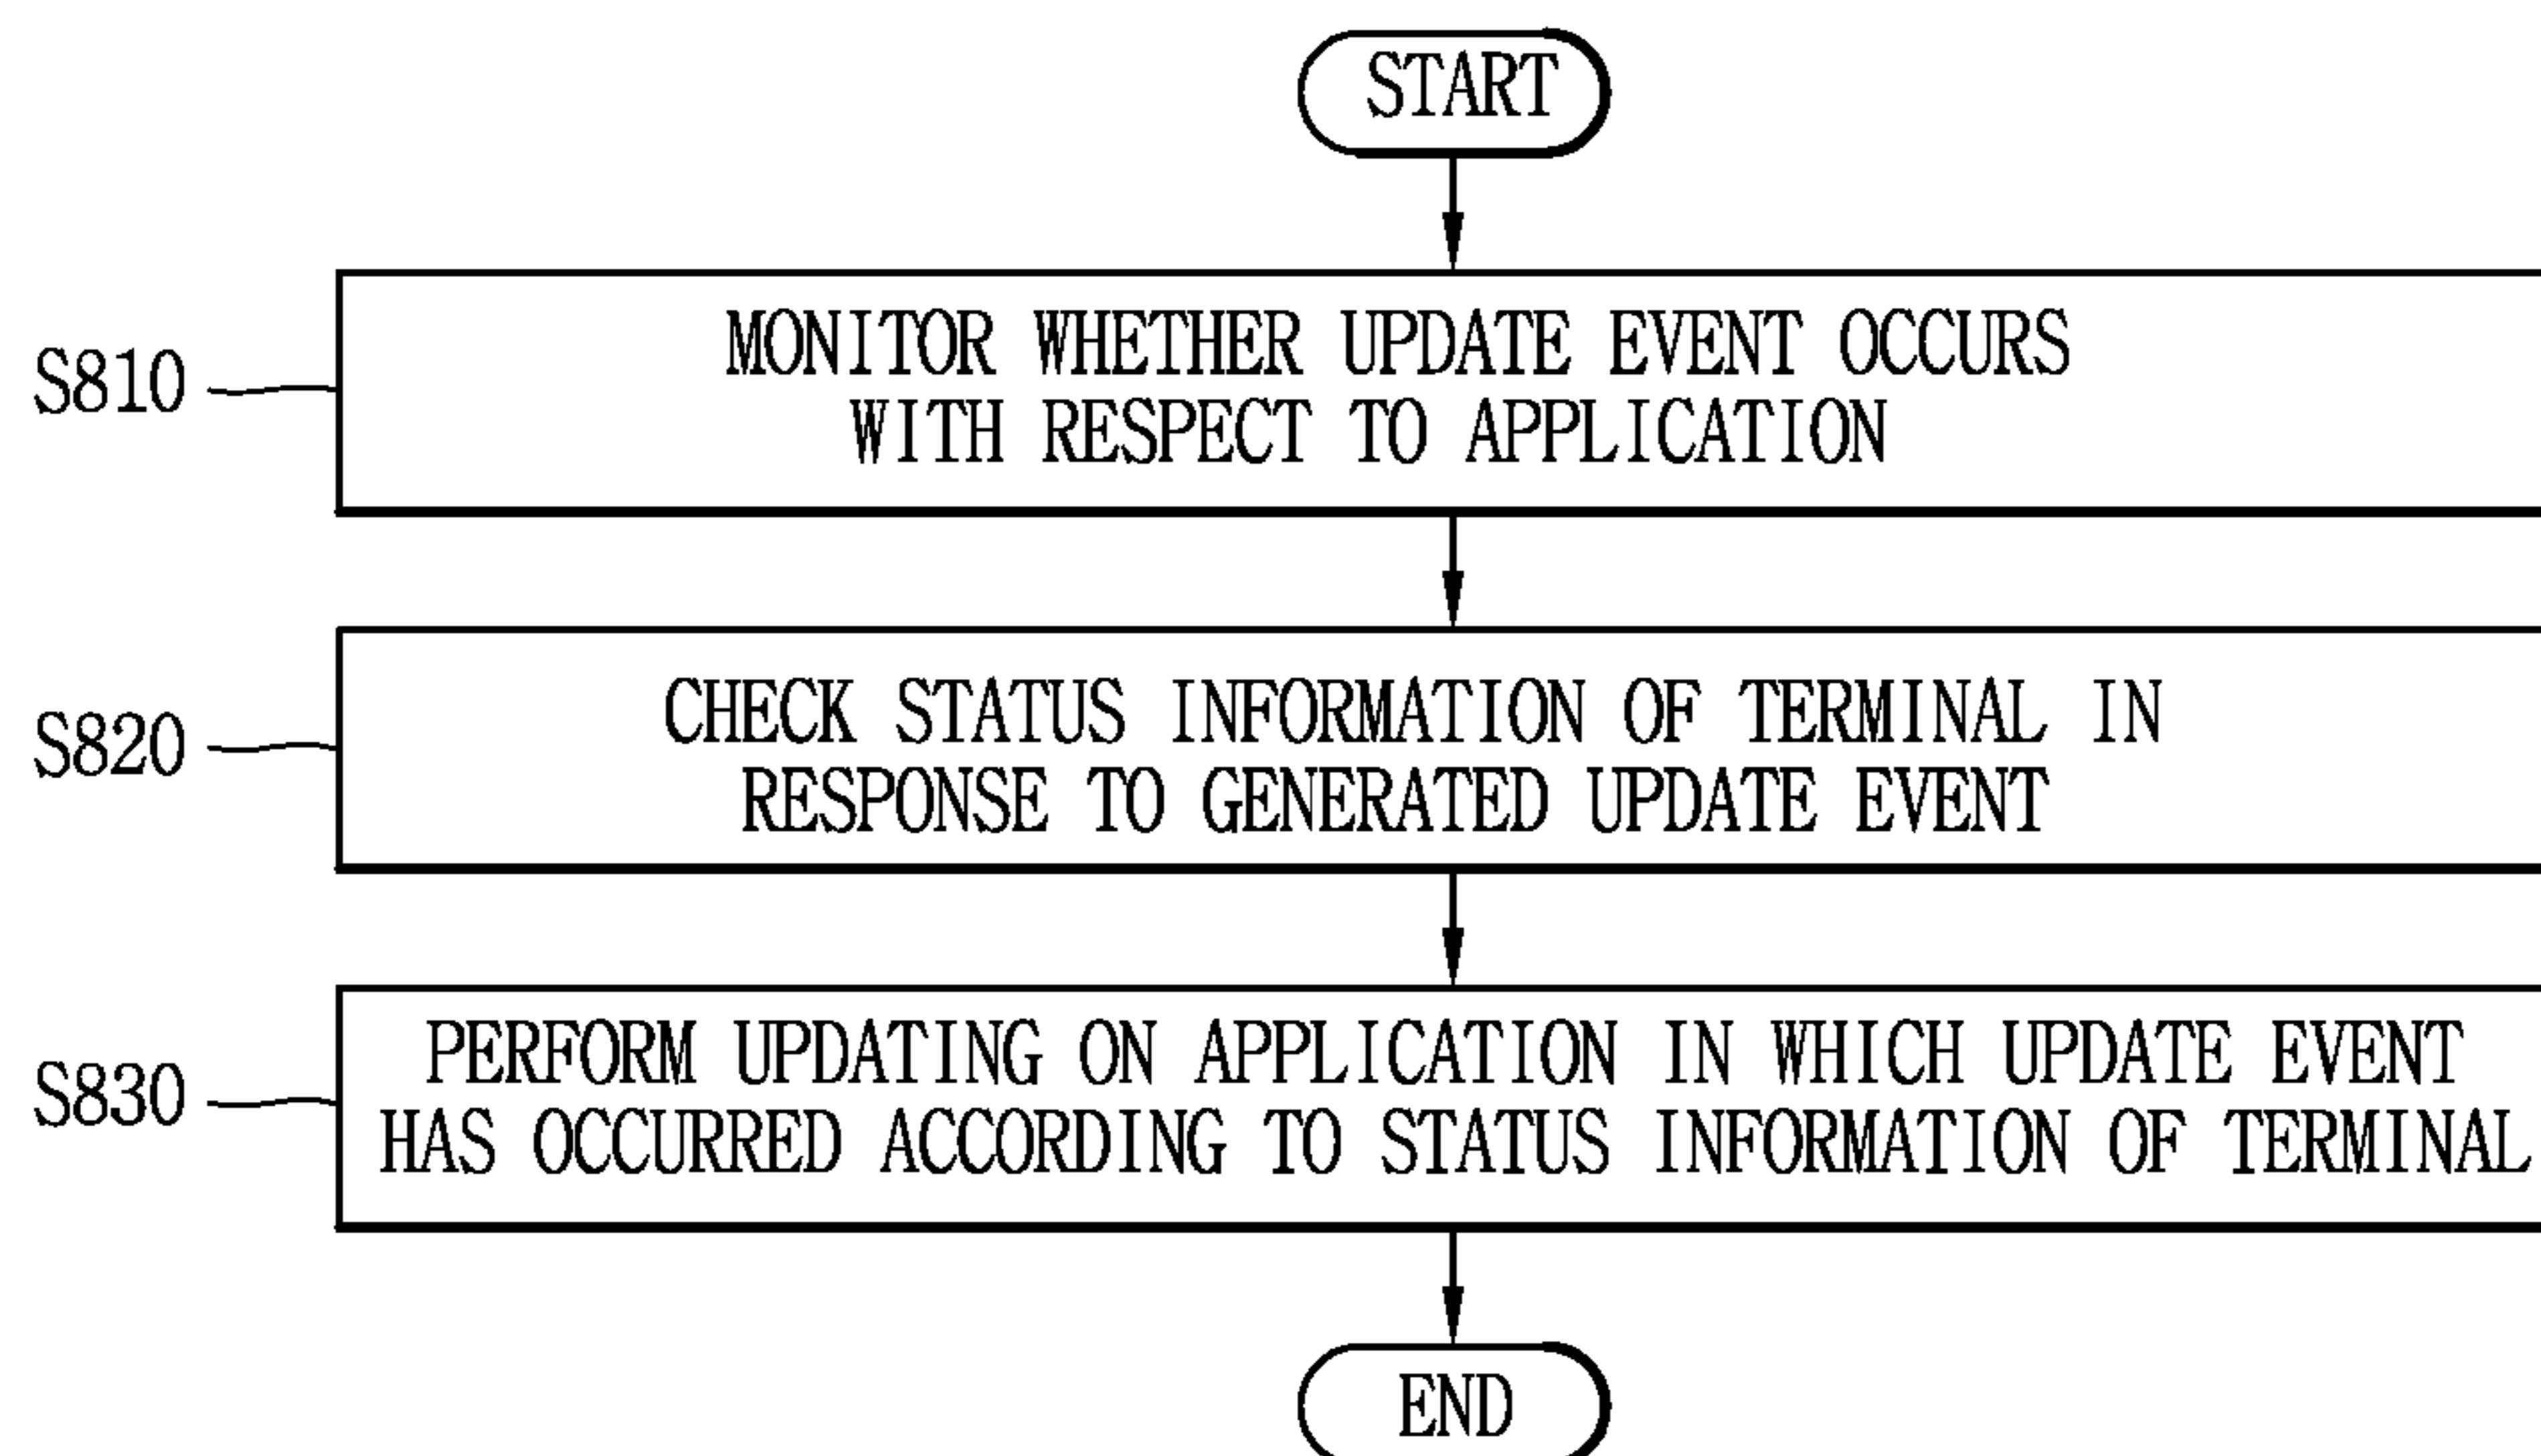 START
S810
MONITOR WHETHER UPDATE EVENT OCCURS
WITH RESPECT TO APPLICATION
S820
CHECK STATUS INFORMATION OF TERMINAL IN
RESPONSE TO GENERATED UPDATE EVENT
S830
PERFORM UPDATING ON APPLICATION IN WHICH UPDATE EVENT
HAS OCCURRED ACCORDING TO STATUS INFORMATION OF TERMINAL
END